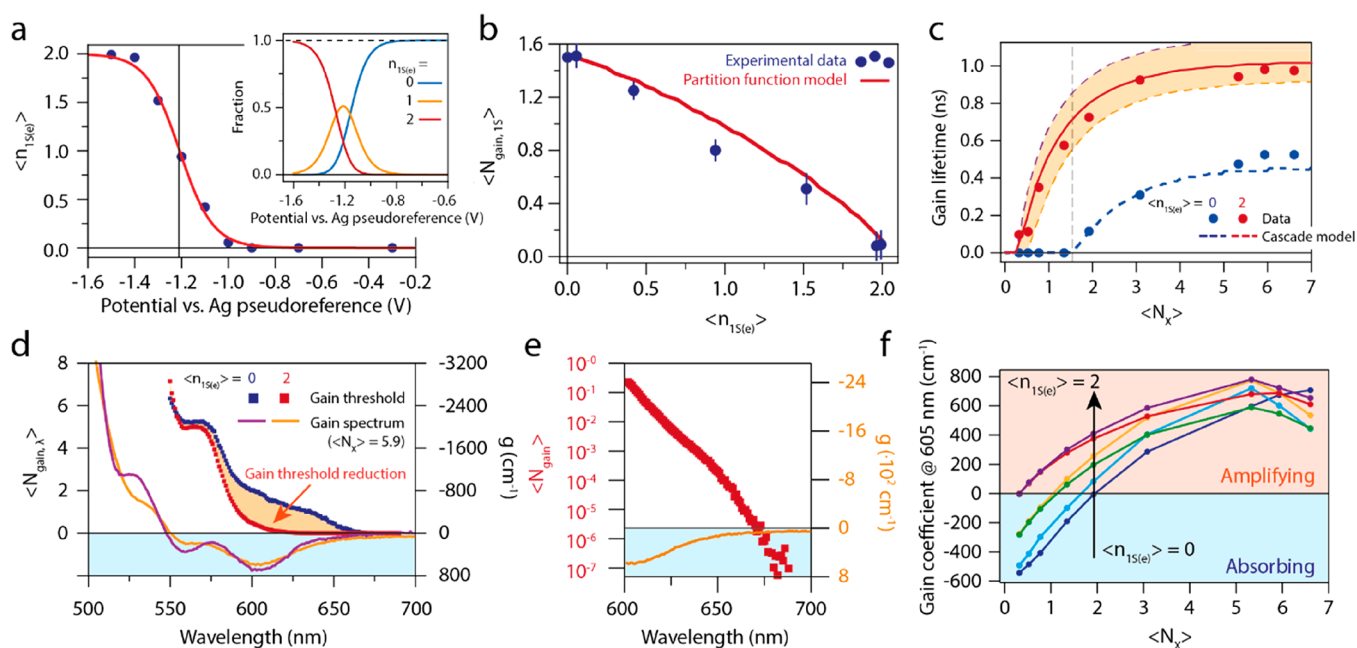 a
<n1S(e)>
2.0
1.5
1.0
0.5
0.0
-1.6 -1.4 -1.2 -1.0 -0.8 -0.6 -0.4 -0.2
Potential vs. Ag pseudoreference (V)
Fraction
1.0
0.5
0.0
n1S(e) =
0
1
2
-1.6 -1.4 -1.2 -1.0 -0.8 -0.6
Potential vs. Ag pseudoreference (V)
b
<Ngain, 1S>
1.6
1.2
0.8
0.4
0.0
Experimental data
Partition function model
0.0 0.5 1.0 1.5 2.0
<n1S(e)>
c
Gain lifetime (ns)
1.0
0.8
0.6
0.4
0.2
0.0
<n1S(e)> = 0 2
Data
Cascade model
0 1 2 3 4 5 6 7
<Nx>
d
<Ngain,λ>
8
6
4
2
0
<n1S(e)> = 0 2
Gain threshold
Gain spectrum
(<Nx> = 5.9)
Gain threshold reduction
-3200
-2400
-1600
-800
0
800
g (cm-1)
500 550 600 650 700
Wavelength (nm)
e
<Ngain>
10-0
10-1
10-2
10-3
10-4
10-5
10-6
10-7
-24
-16
-8
0
8
g (·102 cm-1)
600 650 700
Wavelength (nm)
f
Gain coefficient @ 605 nm (cm-1)
800
600
400
200
0
-200
-400
-600
<n1S(e)> = 2
Amplifying
<n1S(e)> = 0
Absorbing
0 1 2 3 4 5 6 7
<Nx>